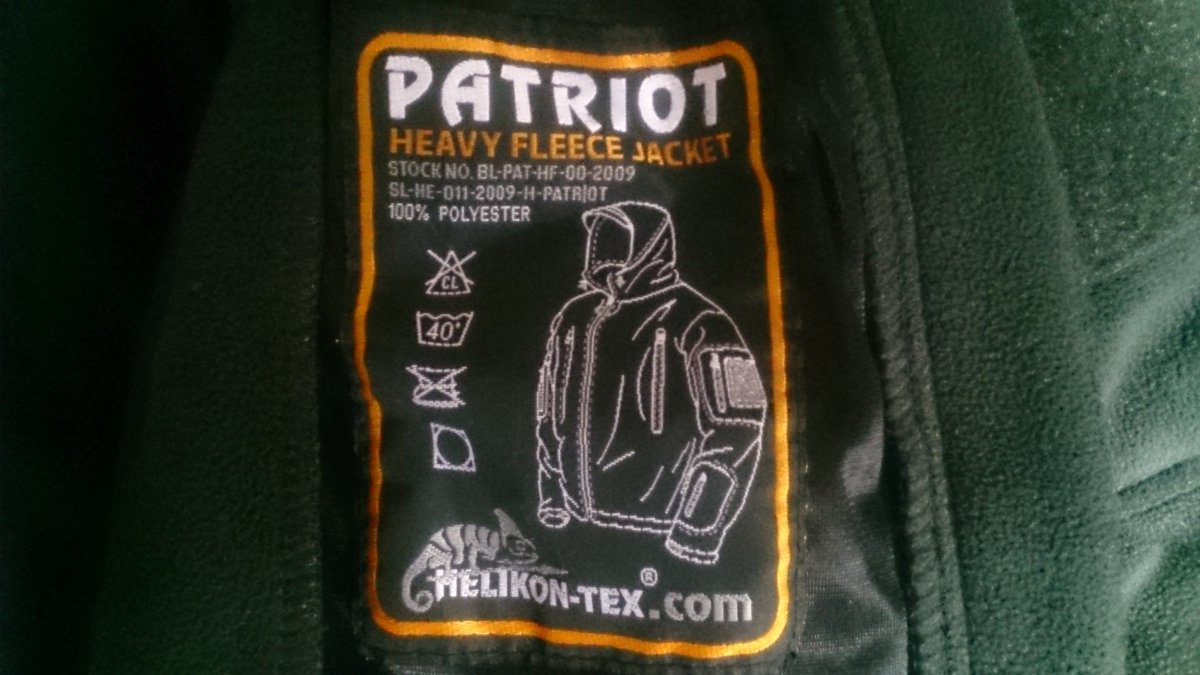 PATRIOT
HEAVY FLEECE JACKET
STOCK NO. BL-PAT-HF-00-2009
SL-HE-011-2009-H-PATRIOT
100% POLYESTER
CL
40°
HELIKON-TEX®.com